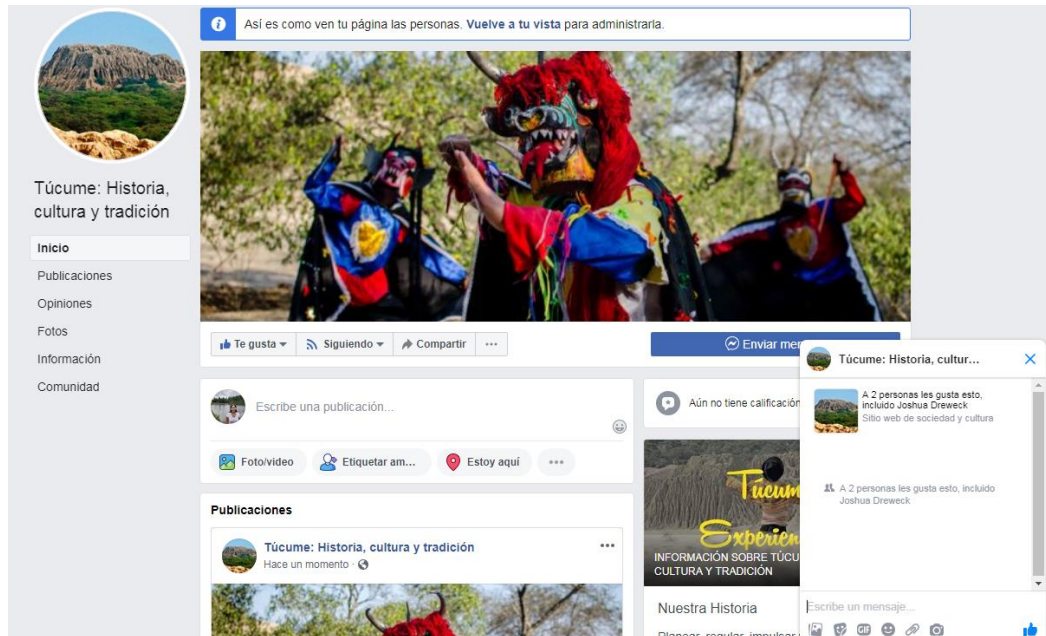 Así es como ven tu página las personas. Vuelve a tu vista para administrarla.
Túcume: Historia,
cultura y tradición
Inicio
Publicaciones
Opiniones
Fotos
Información
Comunidad
Te gusta
Siguiendo
Compartir
Enviar
Escribe una publicación...
Foto/video
Etiquetar am...
Estoy aquí
Publicaciones
Túcume: Historia, cultura y tradición
Hace un momento
Aún no tiene calificación
INFORMACIÓN SOBRE
CULTURA Y TRADICIÓN
Nuestra Historia
Planear, regular, impulsar
Túcume: Historia, cultur...
A 2 personas les gusta esto,
incluido Joshua Dreweck
Sitio web de sociedad y cultura
A 2 personas les gusta esto, incluido
Joshua Dreweck
Escribe un mensaje...
GIF